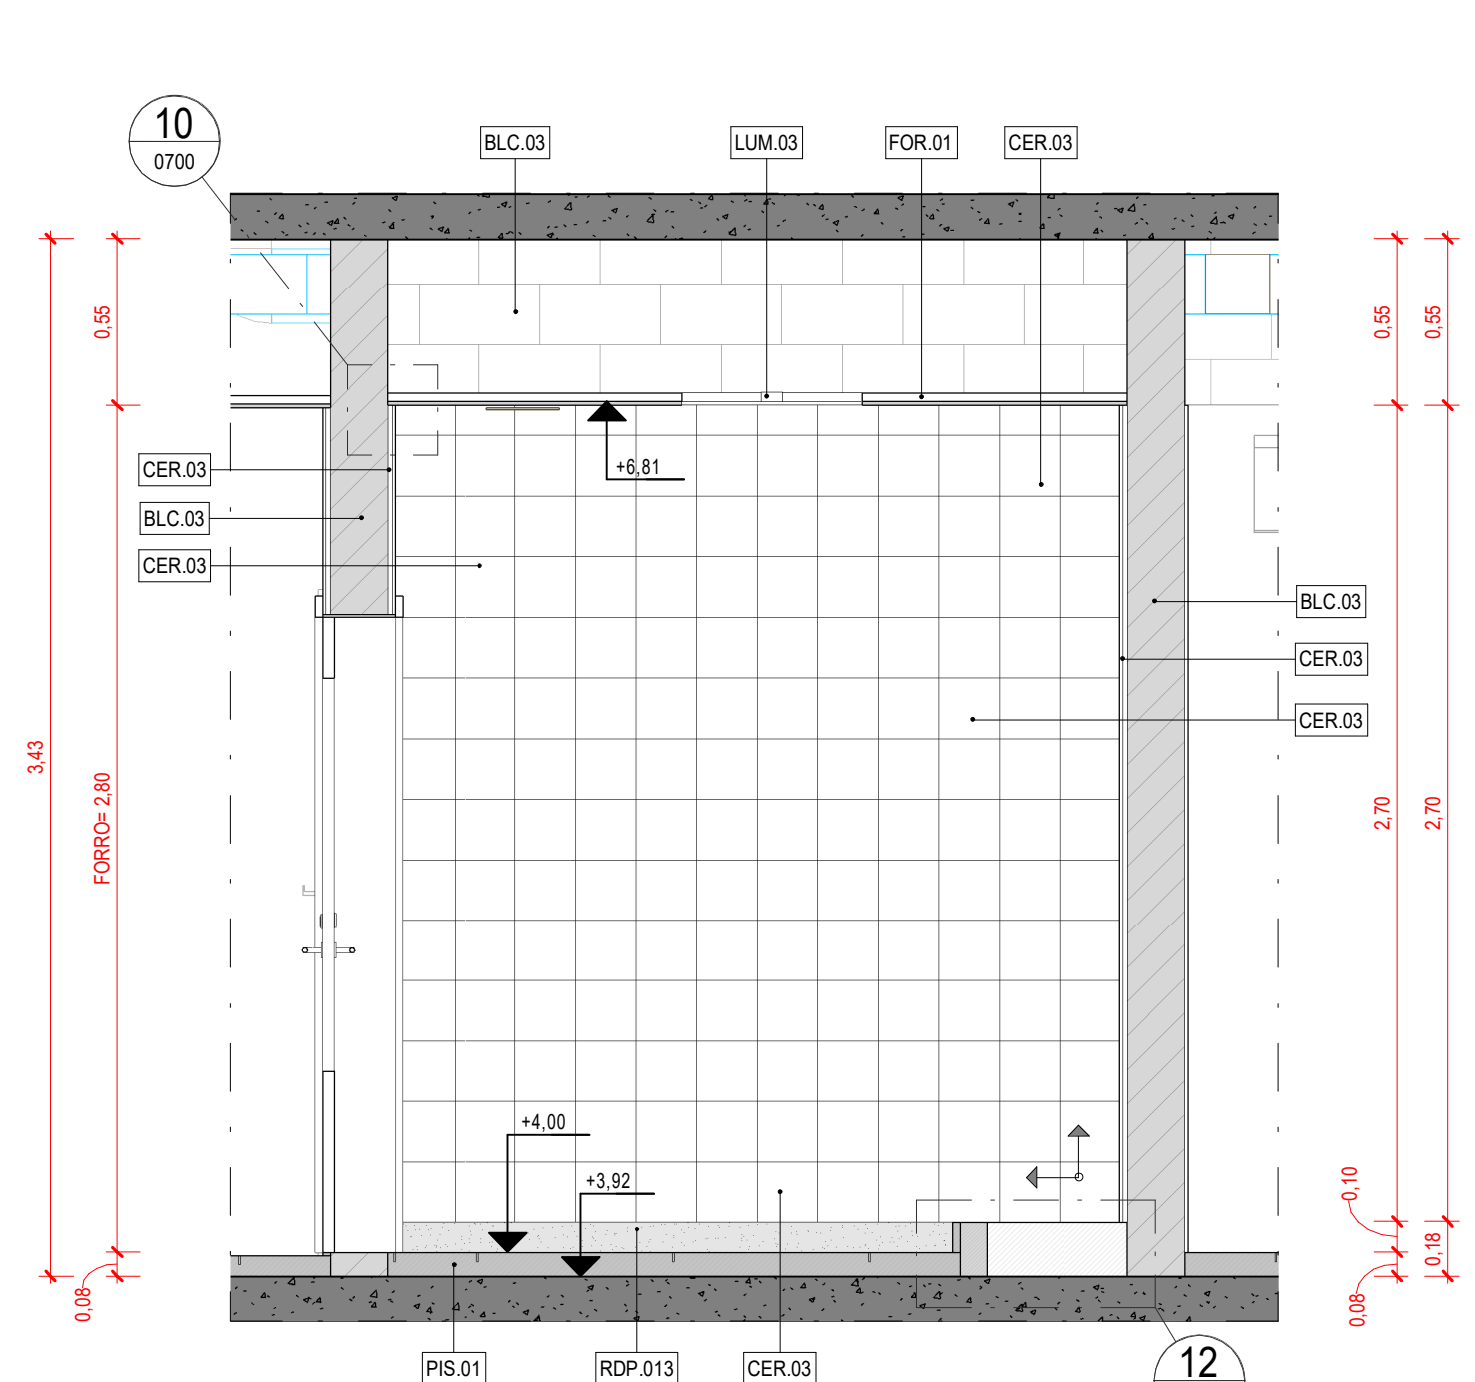 10
0700
BLC.03
LUM.03
FOR.01
CER.03
0,55
0,55
0,55
CER.03
+6,81
BLC.03
CER.03
BLC.03
CER.03
CER.03
3,43
FORRO= 2,80
2,70
2,70
+4,00
+3,92
0,10
0,18
0,08
0,08
PIS.01
RDP.013
CER.03
12